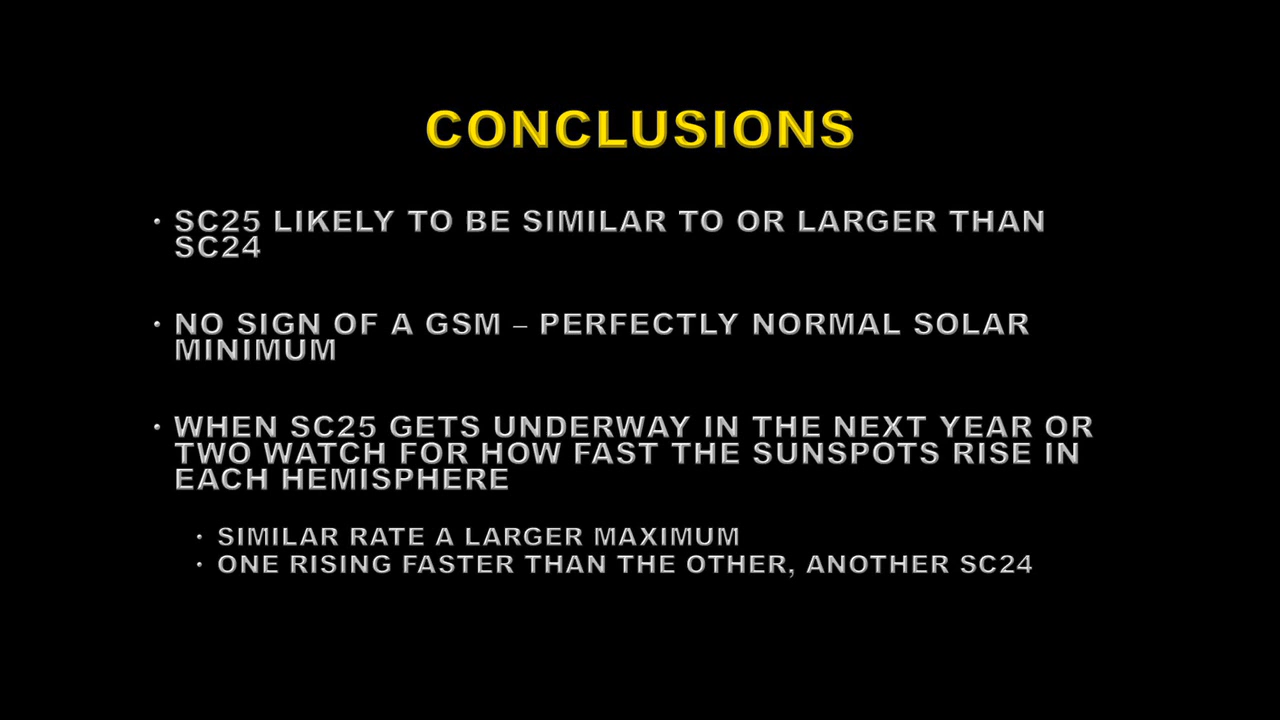 CONCLUSIONS
• SC25 LIKELY TO BE SIMILAR TO OR LARGER THAN
SC24
• NO SIGN OF A GSM – PERFECTLY NORMAL SOLAR
MINIMUM
• WHEN SC25 GETS UNDERWAY IN THE NEXT YEAR OR
TWO WATCH FOR HOW FAST THE SUNSPOTS RISE IN
EACH HEMISPHERE
• SIMILAR RATE A LARGER MAXIMUM
• ONE RISING FASTER THAN THE OTHER, ANOTHER SC24